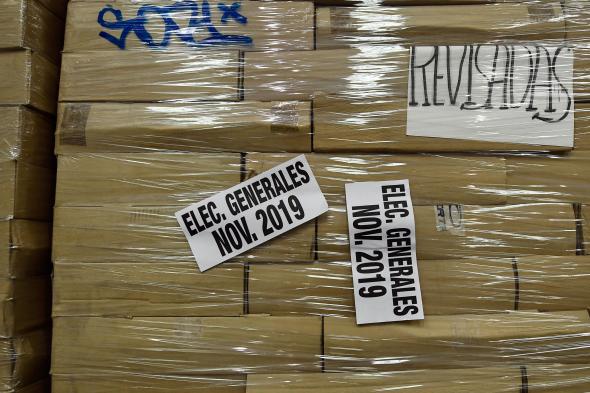 REVISADAS
ELEC. GENERALES
NOV. 2019
ELEC. GENERALES
NOV. 2019